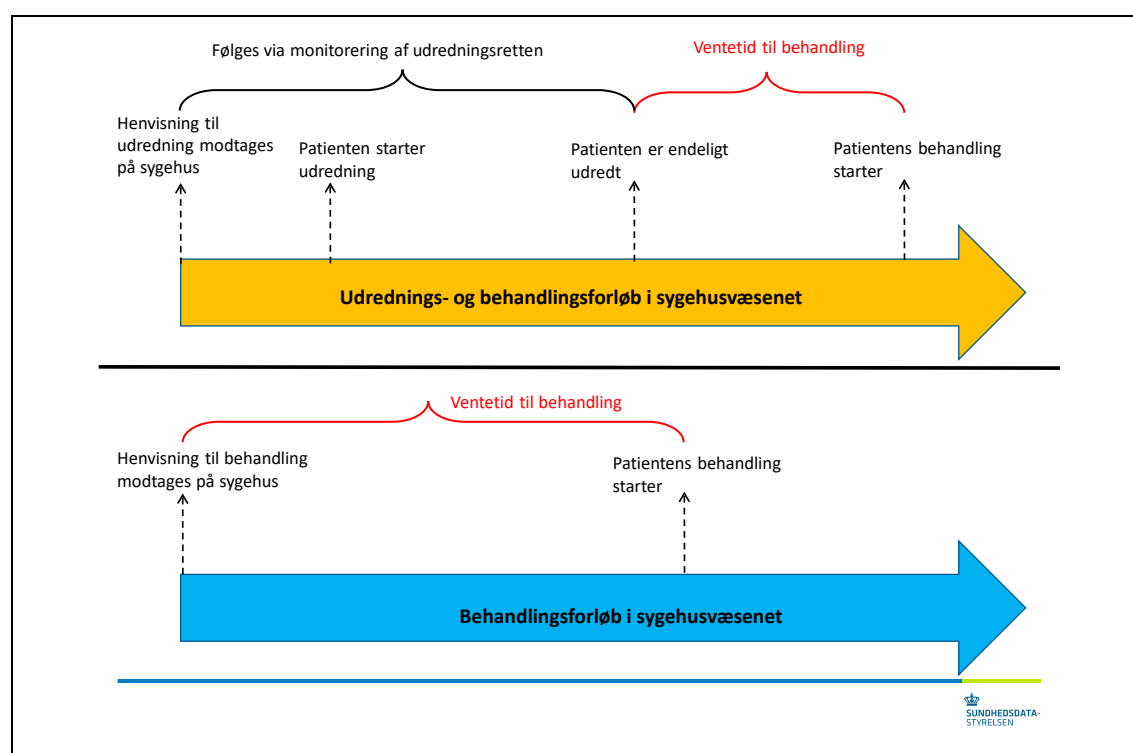 Følges via monitorering af udredningsretten
Ventetid til behandling
Henvisning til
udredning modtages
på sygehus
Patienten starter
udredning
Patienten er endeligt
udredt
Patientens behandling
starter
Udrednings- og behandlingsforløb i sygehusvæsenet
Ventetid til behandling
Henvisning til behandling
modtages på sygehus
Patientens behandling
starter
Behandlingsforløb i sygehusvæsenet
SUNDHEDSDATA-
STYRELSEN